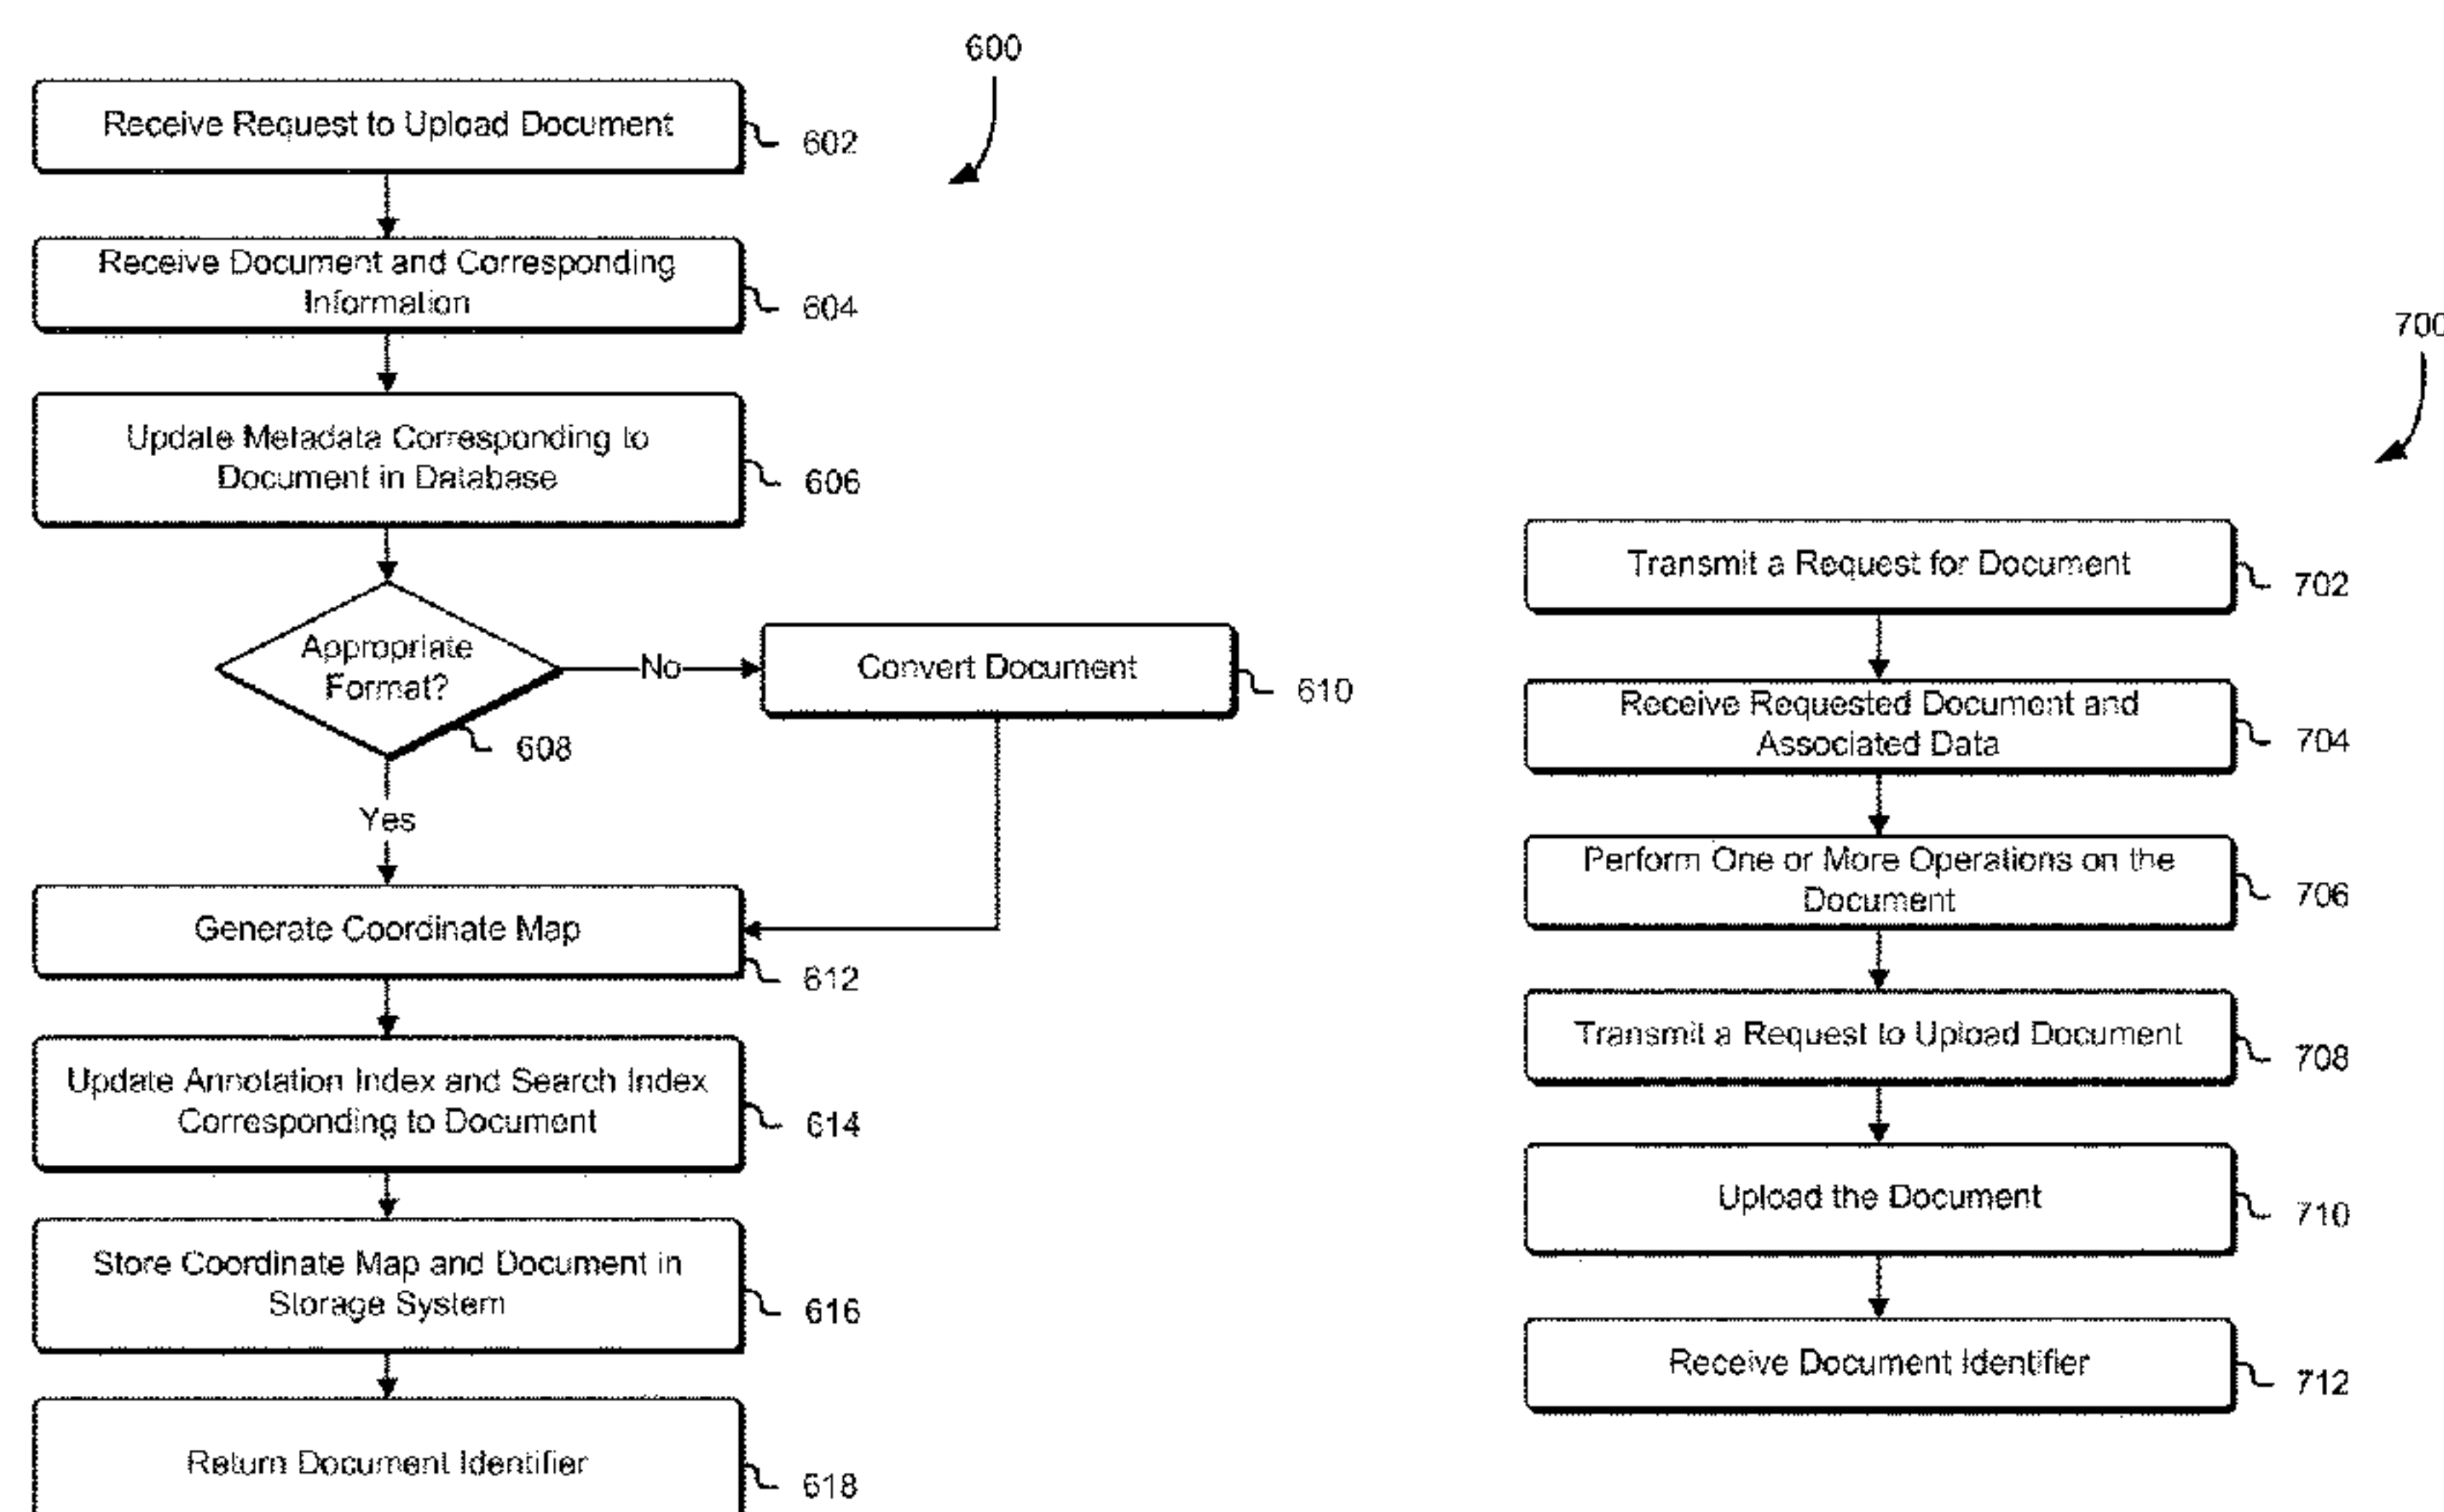 600
Receive Request to Upload Document
602
Receive Document and Corresponding
Information
604
Update Metadata Corresponding to
Document in Database
606
Appropriate
Format?
608
No
Convert Document
610
Yes
Generate Coordinate Map
612
Update Annotation Index and Search Index
Corresponding to Document
614
Store Coordinate Map and Document in
Storage System
616
Return Document Identifier
618
700
Transmit a Request for Document
702
Receive Requested Document and
Associated Data
704
Perform One or More Operations on the
Document
706
Transmit a Request to Upload Document
708
Upload the Document
710
Receive Document Identifier
712